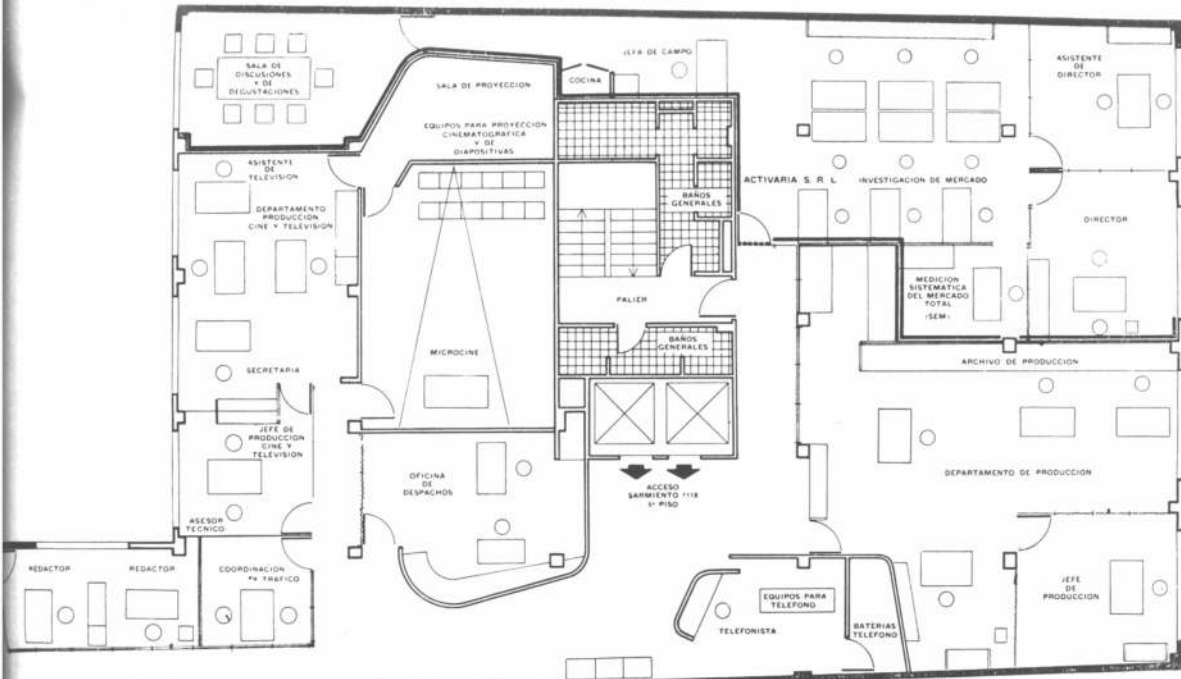 SALA DE
DISCUSIONES
Y DE
DEGUSTACIONES
SALA DE PROYECCION
EQUIPOS PARA PROYECCION
CINEMATOGRAFICA
Y DE
DIAPOSITIVAS
COCINA
JEFA DE CAMPO
ASISTENTE
DE
DIRECTOR
ASISTENTE
DE
TELEVISION
DEPARTAMENTO
PRODUCCION
CINE Y TELEVISION
BAÑOS
GENERALES
ACTIVARIA S. R. L
INVESTIGACION DE MERCADO
DIRECTOR
PALIER
MEDICION
SISTEMATICA
DEL MERCADO
TOTAL
(SEM)
MICROCINE
BAÑOS
GENERALES
SECRETARIA
ARCHIVO DE PRODUCCION
JEFE DE
PRODUCCION
CINE Y
TELEVISION
OFICINA
DE
DESPACHOS
ACCESO
SARMIENTO 1118
5º PISO
DEPARTAMENTO DE PRODUCCION
ASESOR
TECNICO
REDACTOR
REDACTOR
COORDINACION
TRAFICO
EQUIPOS PARA
TELEFONO
TELEFONISTA
BATERIAS
TELEFONO
JEFE
DE
PRODUCCION